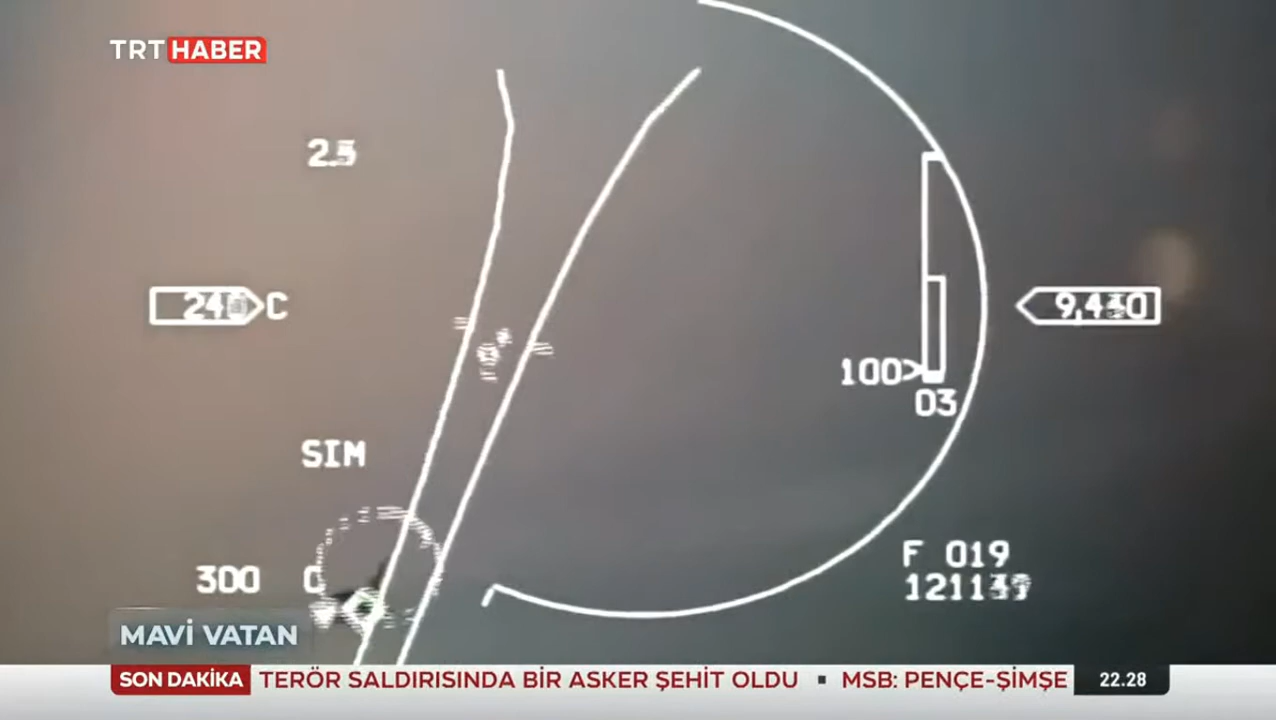 TRT HABER
2.5
C
SIM
100>
03
300 C
F 019
MAVİ VATAN
SON DAKİKA TERÖR SALDIRISINDA BİR ASKER ŞEHİT OLDU ▪ MSB: PENÇE-ŞİMŞE 22.28